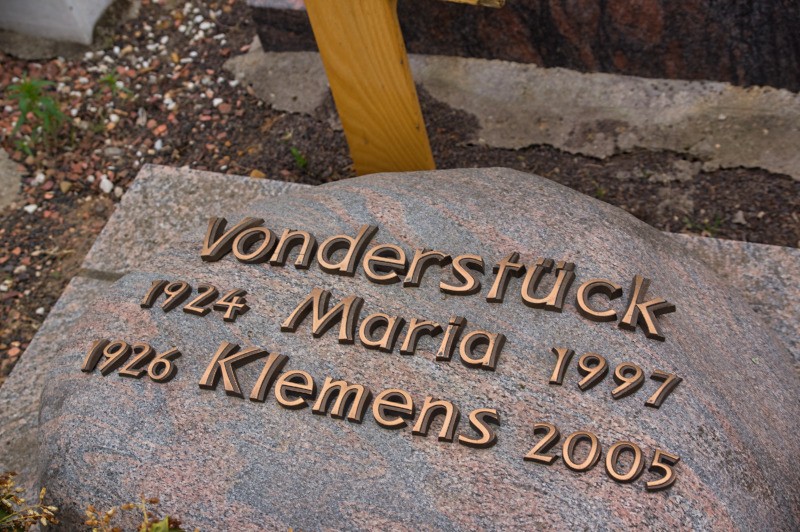 Vonderstück
1924 Maria 1997
1926 Klemens 2005